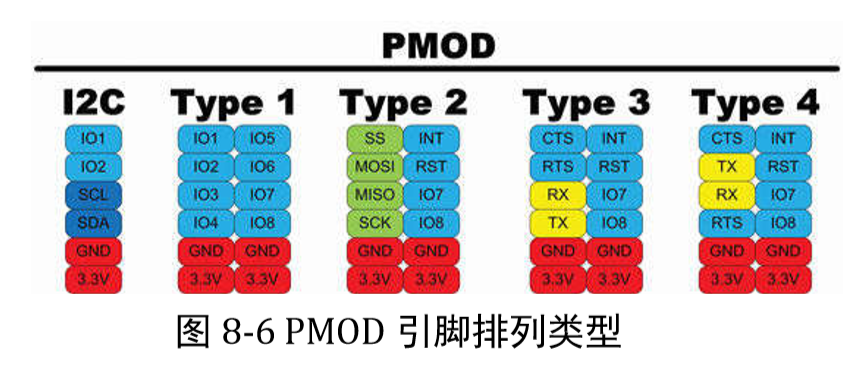 PMOD
I2C Type 1 Type 2 Type 3 Type 4
IO1 IO1 IO5 SS INT CTS INT CTS INT
IO2 IO2 IO6 MOSI RST RTS RST TX RST
SCL IO3 IO7 MISO IO7 RX IO7 RX IO7
SDA IO4 IO8 SCK IO8 TX IO8 RTS IO8
GND GND GND GND GND GND GND GND GND
3.3V 3.3V 3.3V 3.3V 3.3V 3.3V 3.3V 3.3V 3.3V
图 8-6 PMOD 引脚排列类型